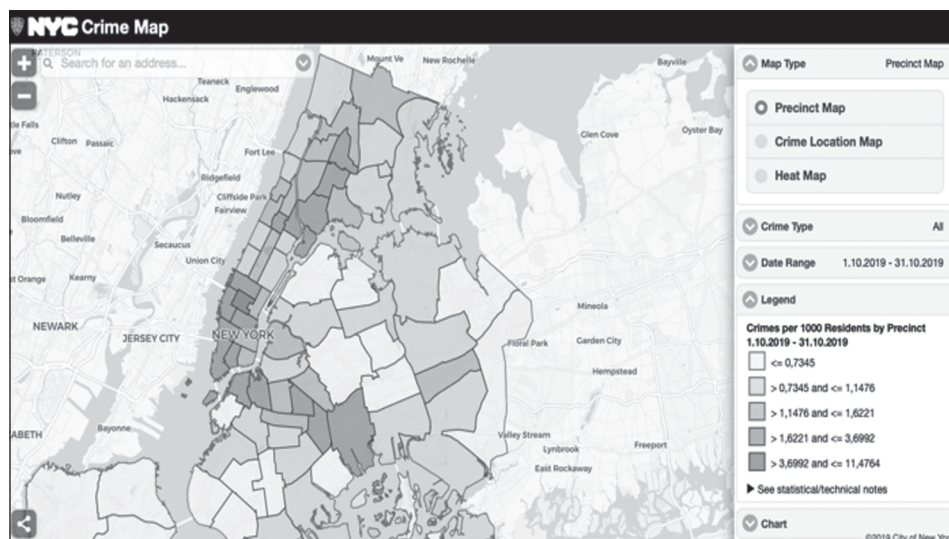 NYC Crime Map
PATERSON
Search for an address...
Mount Ve
New Rochelle
Bayville
Teaneck
Englewood
Hackensack
tle Falls
Clifton
Passaic
Fort Lee
Glen Cove
Oyster Bay
Ridgefield
Nutley
Cliffside Park
Fairview
Bloomfield
Belleville
Secaucus
t Orange
Kearny
Union City
Mineola
NEWARK
JERSEY CITY
NEW YORK
Floral Park
Garden City
Hempstead
ABETH
Bayonne
Valley Stream
Lynbrook
Freeport
East Rockaway
Map Type
Precinct Map
Precinct Map
Crime Location Map
Heat Map
Crime Type
All
Date Range
1.10.2019 - 31.10.2019
Legend
Crimes per 1000 Residents by Precinct
1.10.2019 - 31.10.2019
<= 0,7345
> 0,7345 and <= 1,1476
> 1,1476 and <= 1,6221
> 1,6221 and <= 3,6992
> 3,6992 and <= 11,4764
See statistical/technical notes
Chart
©2019 City of New Yo